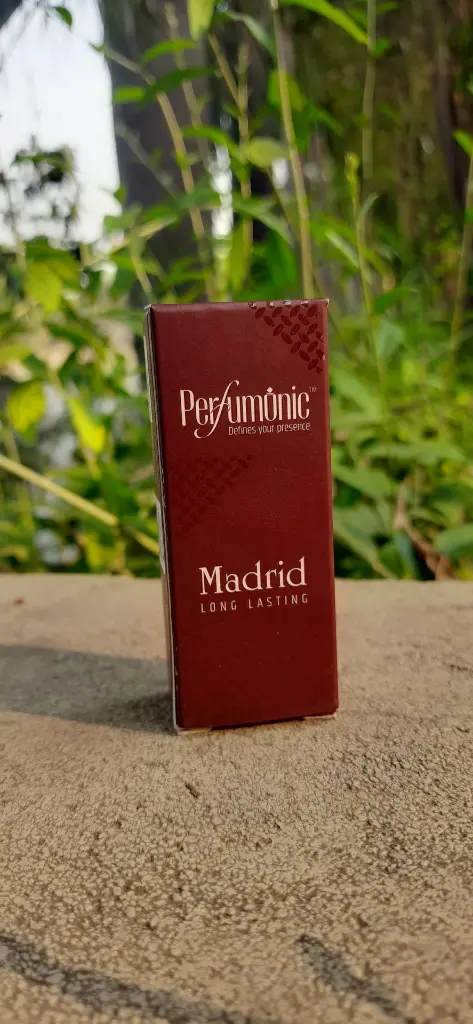 Perfumonic™
Defines your presence
Madrid
LONG LASTING